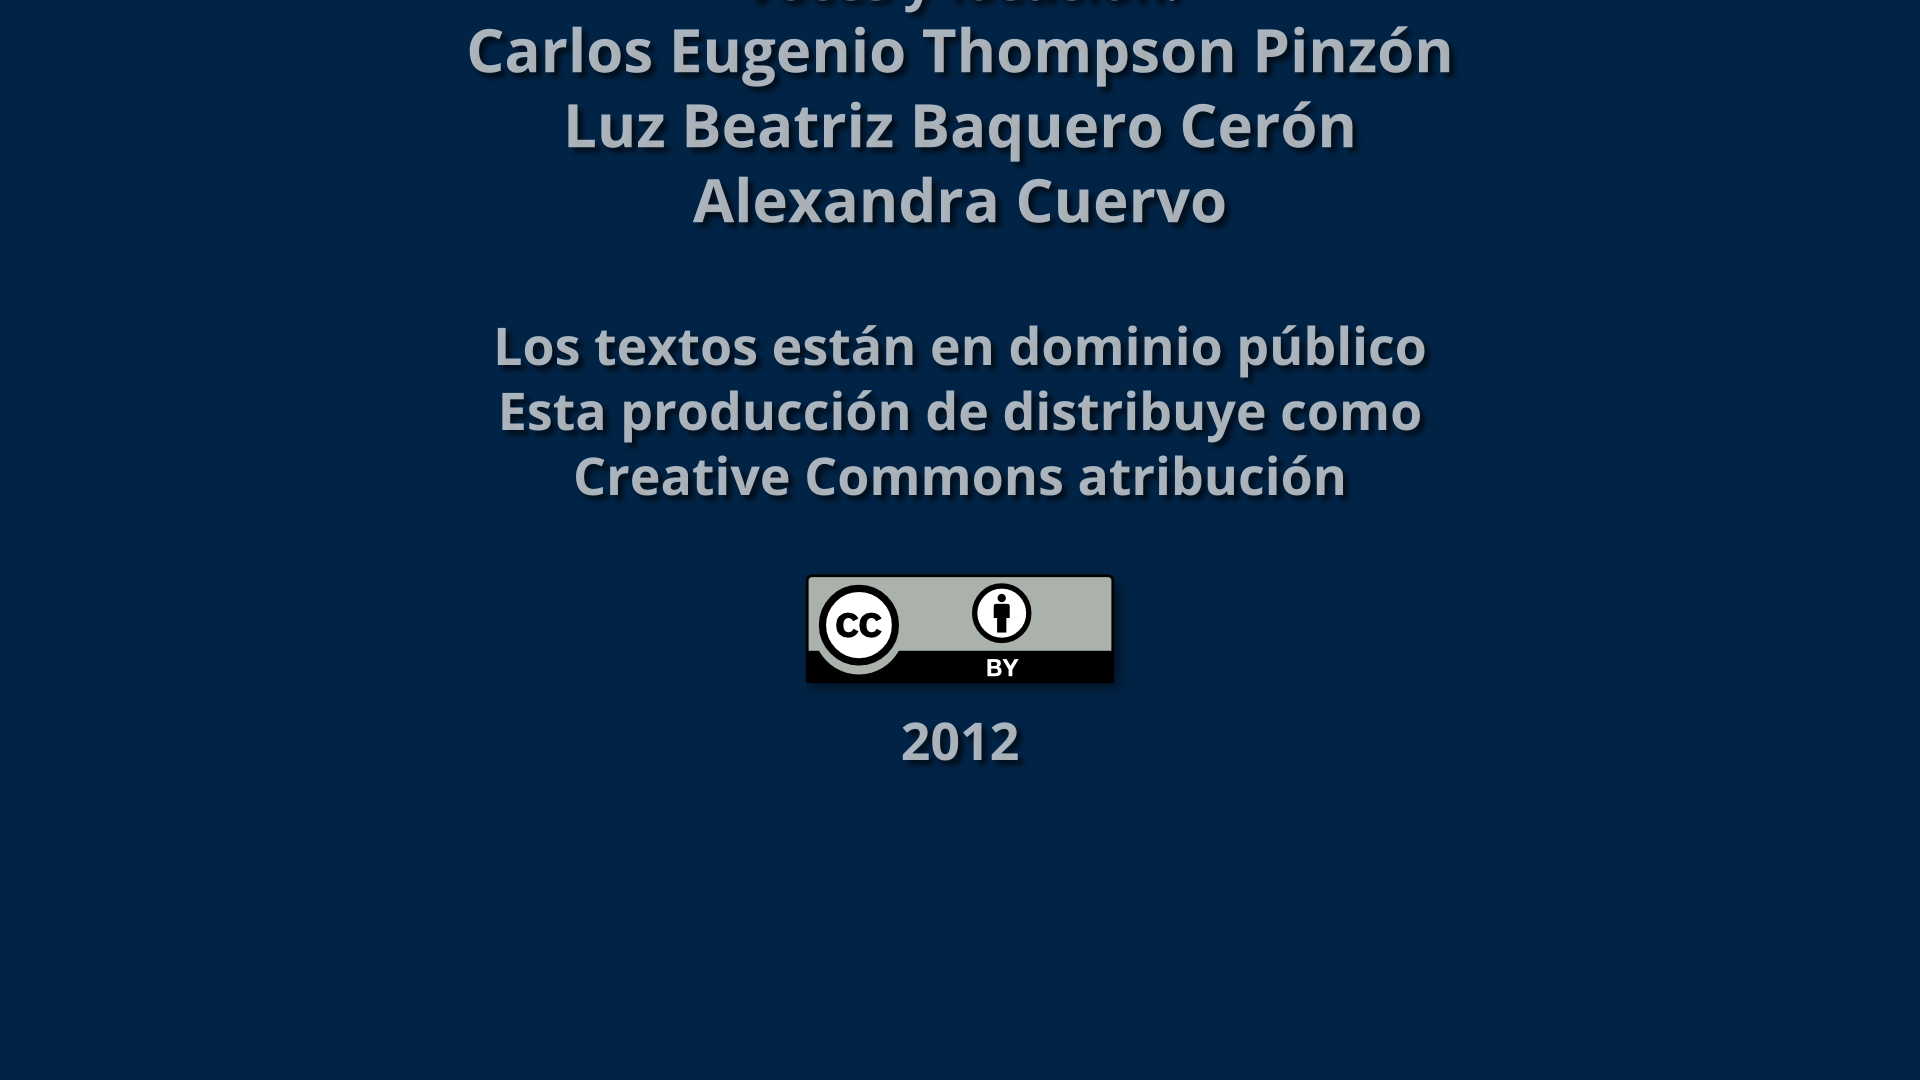 Carlos Eugenio Thompson Pinzón
Luz Beatriz Baquero Cerón
Alexandra Cuervo
Los textos están en dominio público
Esta producción de distribuye como
Creative Commons atribución
CC
BY
2012